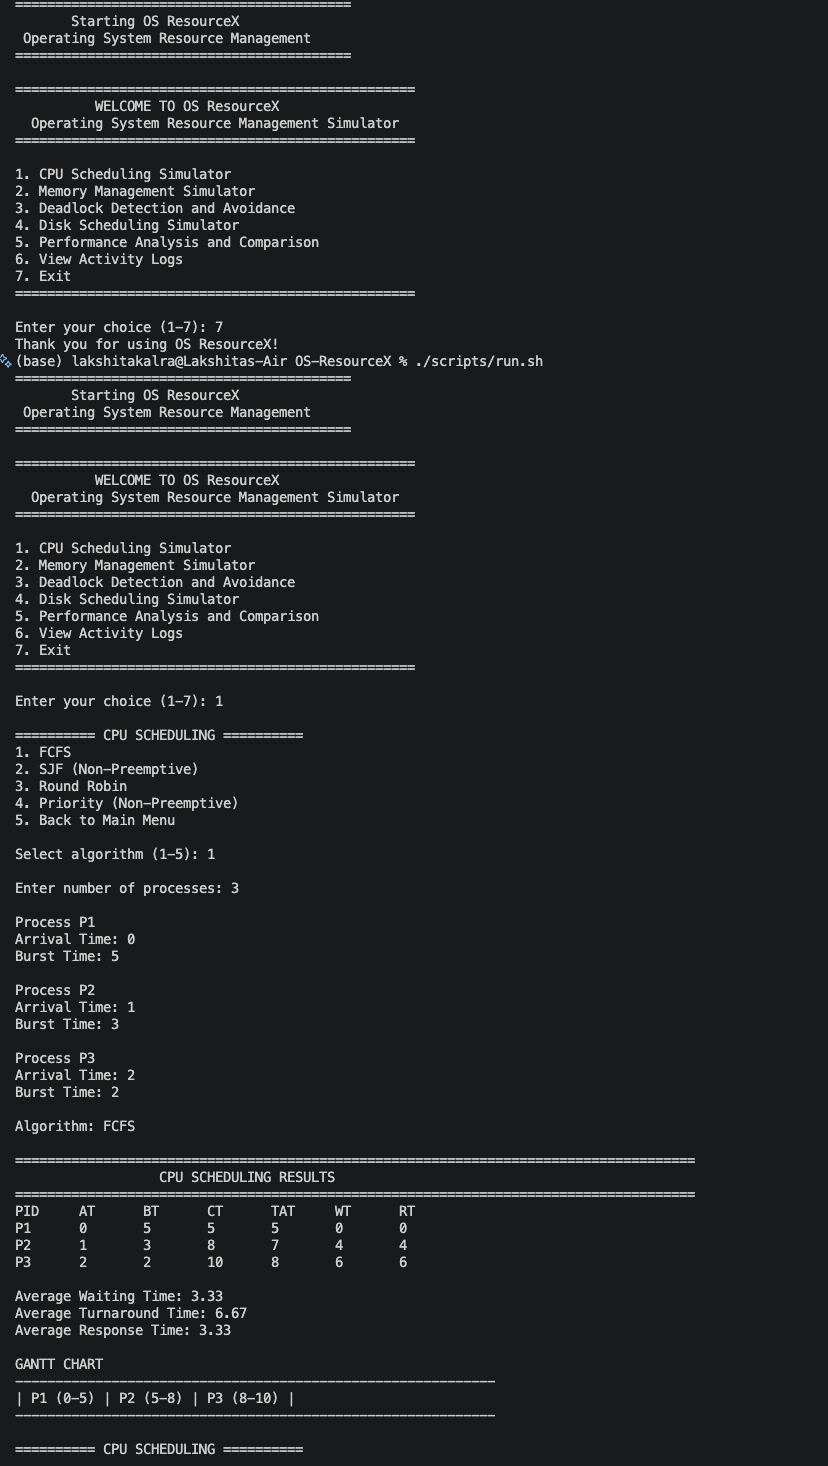 ==========================================
Starting OS ResourceX
Operating System Resource Management
==========================================
==================================================
WELCOME TO OS ResourceX
Operating System Resource Management Simulator
==================================================
1. CPU Scheduling Simulator
2. Memory Management Simulator
3. Deadlock Detection and Avoidance
4. Disk Scheduling Simulator
5. Performance Analysis and Comparison
6. View Activity Logs
7. Exit
==================================================
Enter your choice (1-7): 7
Thank you for using OS ResourceX!
(base) lakshitakalra@Lakshitas-Air OS-ResourceX % ./scripts/run.sh
==========================================
Starting OS ResourceX
Operating System Resource Management
==========================================
==================================================
WELCOME TO OS ResourceX
Operating System Resource Management Simulator
==================================================
1. CPU Scheduling Simulator
2. Memory Management Simulator
3. Deadlock Detection and Avoidance
4. Disk Scheduling Simulator
5. Performance Analysis and Comparison
6. View Activity Logs
7. Exit
==================================================
Enter your choice (1-7): 1
========== CPU SCHEDULING ==========
1. FCFS
2. SJF (Non-Preemptive)
3. Round Robin
4. Priority (Non-Preemptive)
5. Back to Main Menu
Select algorithm (1-5): 1
Enter number of processes: 3
Process P1
Arrival Time: 0
Burst Time: 5
Process P2
Arrival Time: 1
Burst Time: 3
Process P3
Arrival Time: 2
Burst Time: 2
Algorithm: FCFS
=====================================================================================
CPU SCHEDULING RESULTS
=====================================================================================
PID AT BT CT TAT WT RT
P1 0 5 5 5 0 0
P2 1 3 8 7 4 4
P3 2 2 10 8 6 6
Average Waiting Time: 3.33
Average Turnaround Time: 6.67
Average Response Time: 3.33
GANTT CHART
------------------------------------------------------------
| P1 (0-5) | P2 (5-8) | P3 (8-10) |
------------------------------------------------------------
========== CPU SCHEDULING ==========